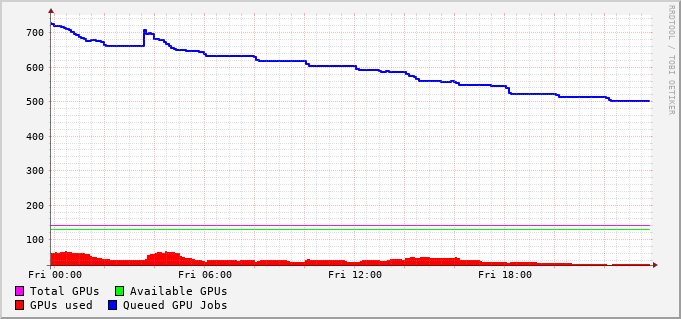 RRDTOOL / TOBI OETIKER
700
600
500
400
300
200
100
Fri 00:00 Fri 06:00 Fri 12:00 Fri 18:00
Total GPUs Available GPUs
GPUs used Queued GPU Jobs